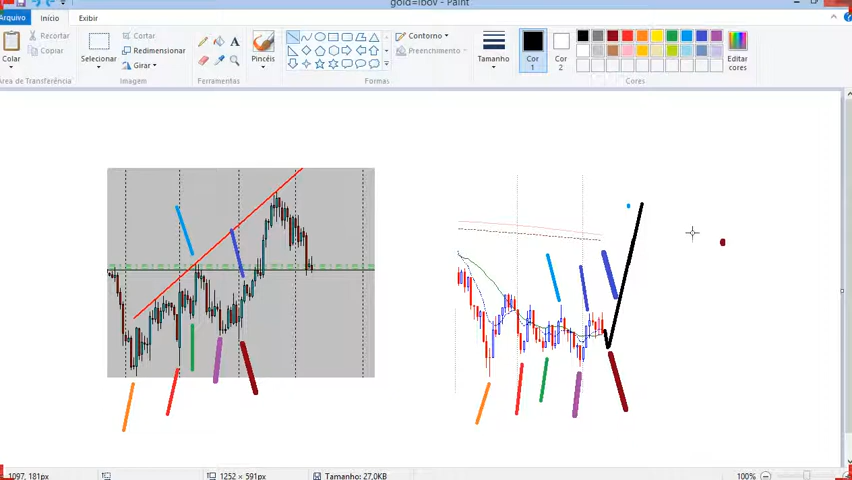 gold=ibov - Paint
Arquivo Início Exibir
Recortar
Copiar
Colar
Área de Transferência
Cortar
Redimensionar
Girar
Selecionar
Imagem
A
Ferramentas
Pincéis
Contorno
Preenchimento
Formas
Tamanho
Cor
1
Cor
2
Cores
Editar
cores
1097, 181px
1252 × 591px
Tamanho: 27,0KB
100%